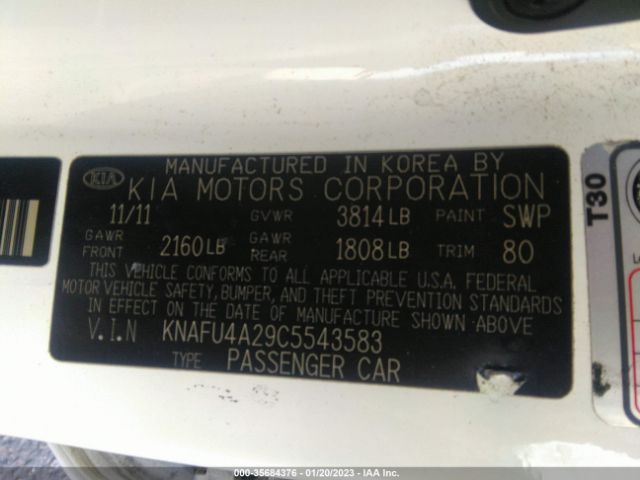 MANUFACTURED IN KOREA BY
KIA KIA MOTORS CORPORATION
11/11 GVWR 3814 LB PAINT SWP
GAWR FRONT 2160 LB GAWR REAR 1808 LB TRIM 80
THIS VEHICLE CONFORMS TO ALL APPLICABLE U.S.A. FEDERAL
MOTOR VEHICLE SAFETY, BUMPER, AND THEFT PREVENTION STANDARDS
IN EFFECT ON THE DATE OF MANUFACTURE SHOWN ABOVE
V.I.N KNAFU4A29C5543583
TYPE PASSENGER CAR
T30
000-35684376 - 01/20/2023 - IAA Inc.